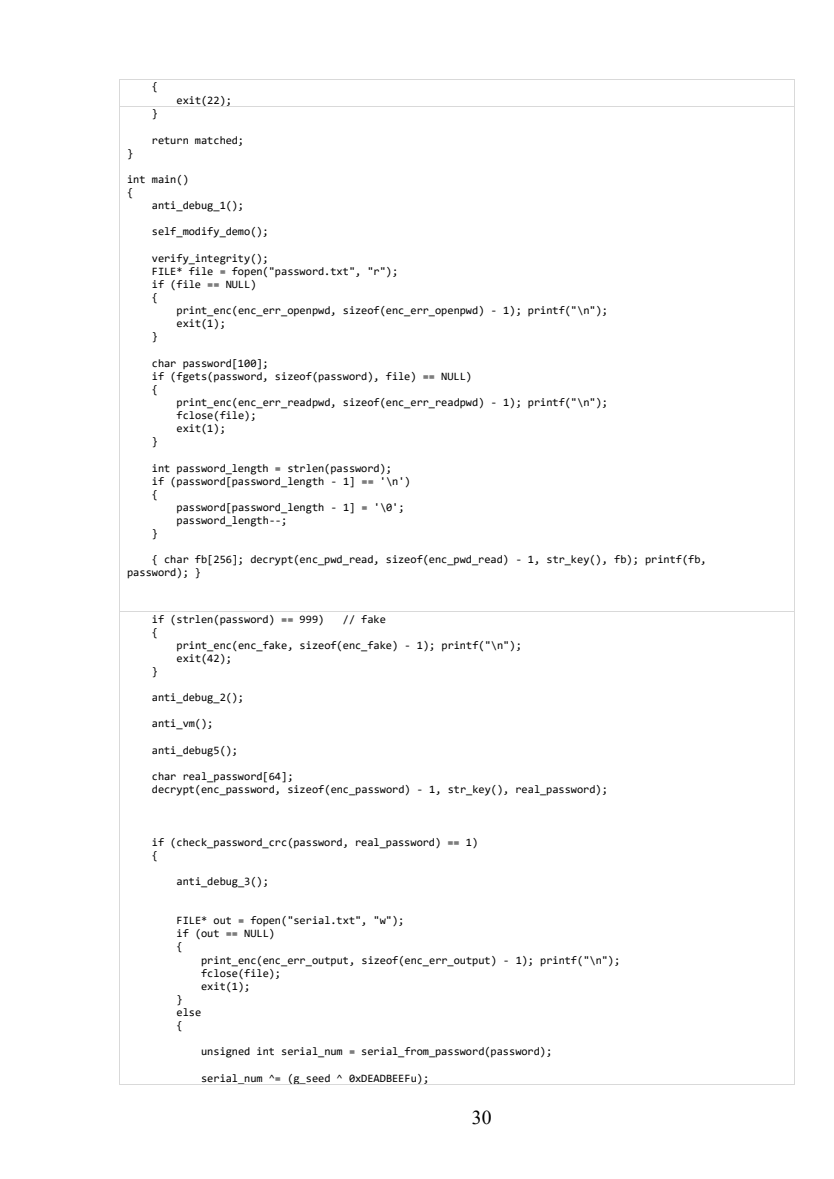 {
        exit(22);
    }

    return matched;
}

int main()
{
    anti_debug_1();

    self_modify_demo();

    verify_integrity();
    FILE* file = fopen("password.txt", "r");
    if (file == NULL)
    {
        print_enc(enc_err_openpwd, sizeof(enc_err_openpwd) - 1); printf("\n");
        exit(1);
    }

    char password[100];
    if (fgets(password, sizeof(password), file) == NULL)
    {
        print_enc(enc_err_readpwd, sizeof(enc_err_readpwd) - 1); printf("\n");
        fclose(file);
        exit(1);
    }

    int password_length = strlen(password);
    if (password[password_length - 1] == '\n')
    {
        password[password_length - 1] = '\0';
        password_length--;
    }

    { char fb[256]; decrypt(enc_pwd_read, sizeof(enc_pwd_read) - 1, str_key(), fb); printf(fb,
password); }

    if (strlen(password) == 999)   // fake
    {
        print_enc(enc_fake, sizeof(enc_fake) - 1); printf("\n");
        exit(42);
    }

    anti_debug_2();

    anti_vm();

    anti_debug5();

    char real_password[64];
    decrypt(enc_password, sizeof(enc_password) - 1, str_key(), real_password);

    if (check_password_crc(password, real_password) == 1)
    {

        anti_debug_3();

        FILE* out = fopen("serial.txt", "w");
        if (out == NULL)
        {
            print_enc(enc_err_output, sizeof(enc_err_output) - 1); printf("\n");
            fclose(file);
            exit(1);
        }
        else
        {

            unsigned int serial_num = serial_from_password(password);

            serial_num ^= (g_seed ^ 0xDEADBEEFu);
30